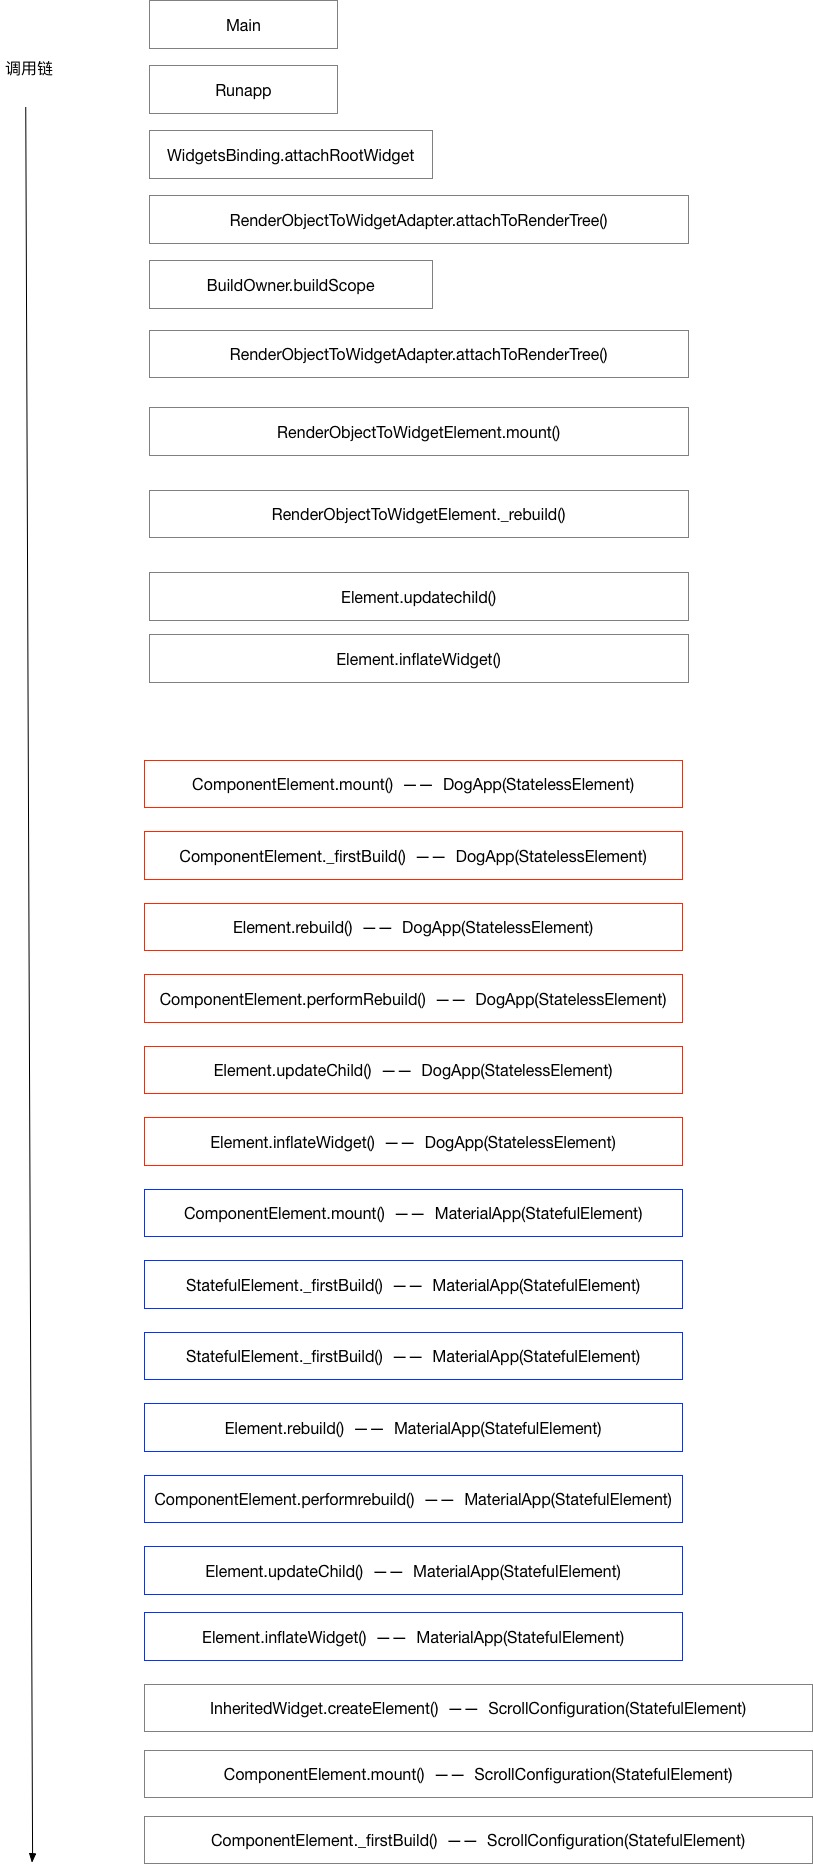 Main
调用链
Runapp
WidgetsBinding.attachRootWidget
RenderObjectToWidgetAdapter.attachToRenderTree()
BuildOwner.buildScope
RenderObjectToWidgetAdapter.attachToRenderTree()
RenderObjectToWidgetElement.mount()
RenderObjectToWidgetElement._rebuild()
Element.updatechild()
Element.inflateWidget()
ComponentElement.mount() —— DogApp(StatelessElement)
ComponentElement._firstBuild() —— DogApp(StatelessElement)
Element.rebuild() —— DogApp(StatelessElement)
ComponentElement.performRebuild() —— DogApp(StatelessElement)
Element.updateChild() —— DogApp(StatelessElement)
Element.inflateWidget() —— DogApp(StatelessElement)
ComponentElement.mount() —— MaterialApp(StatefulElement)
StatefulElement._firstBuild() —— MaterialApp(StatefulElement)
StatefulElement._firstBuild() —— MaterialApp(StatefulElement)
Element.rebuild() —— MaterialApp(StatefulElement)
ComponentElement.performrebuild() —— MaterialApp(StatefulElement)
Element.updateChild() —— MaterialApp(StatefulElement)
Element.inflateWidget() —— MaterialApp(StatefulElement)
InheritedWidget.createElement() —— ScrollConfiguration(StatefulElement)
ComponentElement.mount() —— ScrollConfiguration(StatefulElement)
ComponentElement._firstBuild() —— ScrollConfiguration(StatefulElement)